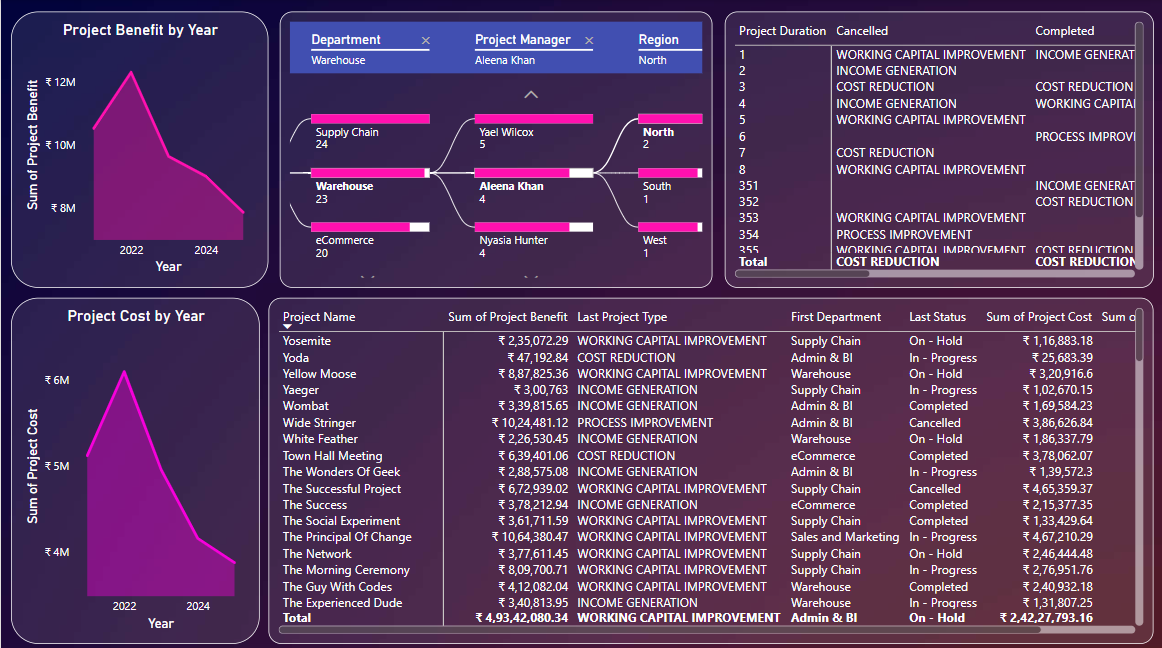 Project Benefit by Year
Sum of Project Benefit
₹ 12M
₹ 10M
₹ 8M
2022 2024
Year
Department Project Manager Region
Warehouse Aleena Khan North
Supply Chain
24
Warehouse
23
eCommerce
20
Yael Wilcox
5
Aleena Khan
4
Nyasia Hunter
4
North
2
South
1
West
1
Project Duration Cancelled Completed
1 WORKING CAPITAL IMPROVEMENT INCOME GENERAT
2 INCOME GENERATION
3 COST REDUCTION COST REDUCTION
4 INCOME GENERATION WORKING CAPITA
5 WORKING CAPITAL IMPROVEMENT
6 PROCESS IMPROVI
7 COST REDUCTION
8 WORKING CAPITAL IMPROVEMENT
351 INCOME GENERAT
352 COST REDUCTION
353 WORKING CAPITAL IMPROVEMENT
354 PROCESS IMPROVEMENT
355 WORKING CAPITAL IMPROVEMENT COST REDUCTION
Total COST REDUCTION COST REDUCTION
Project Cost by Year
Sum of Project Cost
₹ 6M
₹ 5M
₹ 4M
2022 2024
Year
Project Name Sum of Project Benefit Last Project Type First Department Last Status Sum of Project Cost Sum o
Yosemite ₹ 2,35,072.29 WORKING CAPITAL IMPROVEMENT Supply Chain On - Hold ₹ 1,16,883.18
Yoda ₹ 47,192.84 COST REDUCTION Admin & BI In - Progress ₹ 25,683.39
Yellow Moose ₹ 8,87,825.36 WORKING CAPITAL IMPROVEMENT Warehouse On - Hold ₹ 3,20,916.6
Yaeger ₹ 3,00,763 INCOME GENERATION Supply Chain In - Progress ₹ 1,02,670.15
Wombat ₹ 3,39,815.65 INCOME GENERATION Admin & BI Completed ₹ 1,69,584.23
Wide Stringer ₹ 10,24,481.12 PROCESS IMPROVEMENT Admin & BI Cancelled ₹ 3,86,626.84
White Feather ₹ 2,26,530.45 INCOME GENERATION Warehouse On - Hold ₹ 1,86,337.79
Town Hall Meeting ₹ 6,39,401.06 COST REDUCTION eCommerce Completed ₹ 3,78,062.07
The Wonders Of Geek ₹ 2,88,575.08 INCOME GENERATION Admin & BI In - Progress ₹ 1,39,572.3
The Successful Project ₹ 6,72,939.02 WORKING CAPITAL IMPROVEMENT Supply Chain Cancelled ₹ 4,65,359.37
The Success ₹ 3,78,212.94 INCOME GENERATION eCommerce Completed ₹ 2,15,377.35
The Social Experiment ₹ 3,61,711.59 WORKING CAPITAL IMPROVEMENT Supply Chain Completed ₹ 1,33,429.64
The Principal Of Change ₹ 10,64,380.47 WORKING CAPITAL IMPROVEMENT Sales and Marketing In - Progress ₹ 4,67,210.29
The Network ₹ 3,77,611.45 WORKING CAPITAL IMPROVEMENT Supply Chain On - Hold ₹ 2,46,444.48
The Morning Ceremony ₹ 8,09,700.71 WORKING CAPITAL IMPROVEMENT Supply Chain In - Progress ₹ 2,76,951.76
The Guy With Codes ₹ 4,12,082.04 WORKING CAPITAL IMPROVEMENT Warehouse Completed ₹ 2,40,932.18
The Experienced Dude ₹ 3,40,813.95 INCOME GENERATION Warehouse In - Progress ₹ 1,31,807.25
Total ₹ 4,93,42,080.34 WORKING CAPITAL IMPROVEMENT Admin & BI On - Hold ₹ 2,42,27,793.16